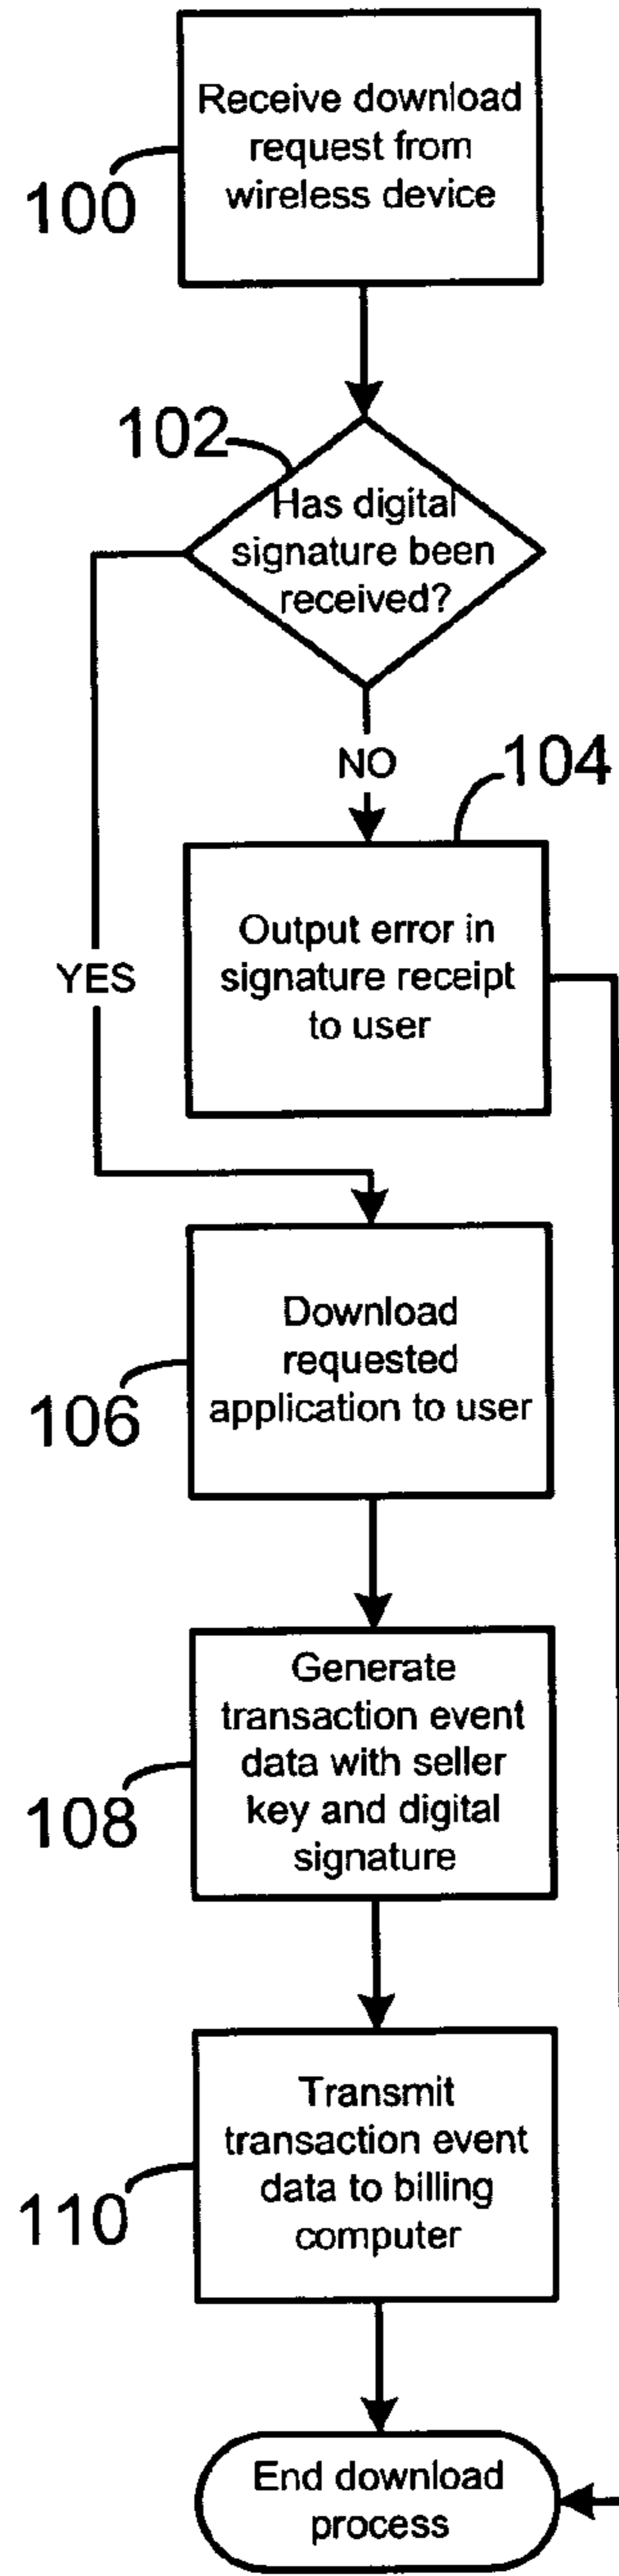 Receive download
request from
wireless device
100
102
Has digital
signature been
received?
NO
104
Output error in
signature receipt
to user
YES
Download
requested
application to user
106
Generate
transaction event
data with seller
key and digital
signature
108
Transmit
transaction event
data to billing
computer
110
End download
process